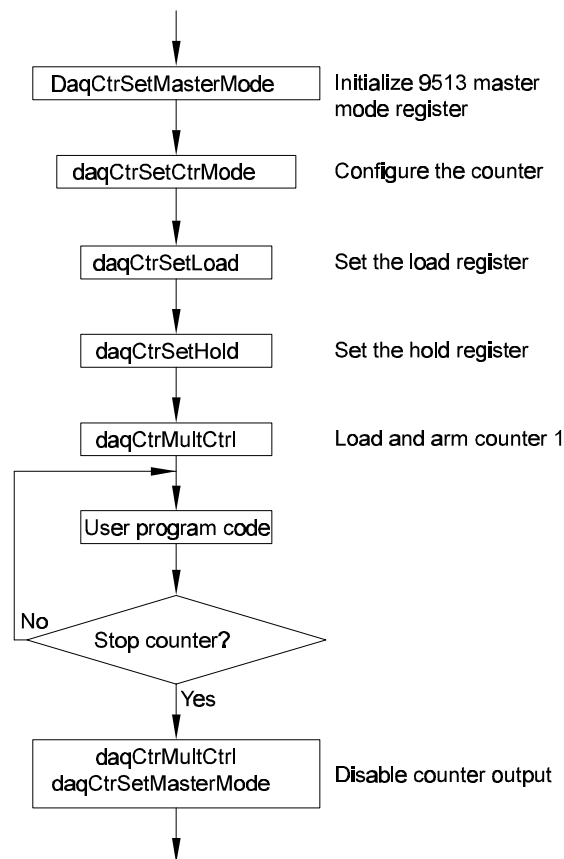 DaqCtrSetMasterMode
Initialize 9513 master
mode register
daqCtrSetCtrMode
Configure the counter
daqCtrSetLoad
Set the load register
daqCtrSetHold
Set the hold register
daqCtrMultCtrl
Load and arm counter 1
User program code
No
Stop counter?
Yes
daqCtrMultCtrl
daqCtrSetMasterMode
Disable counter output